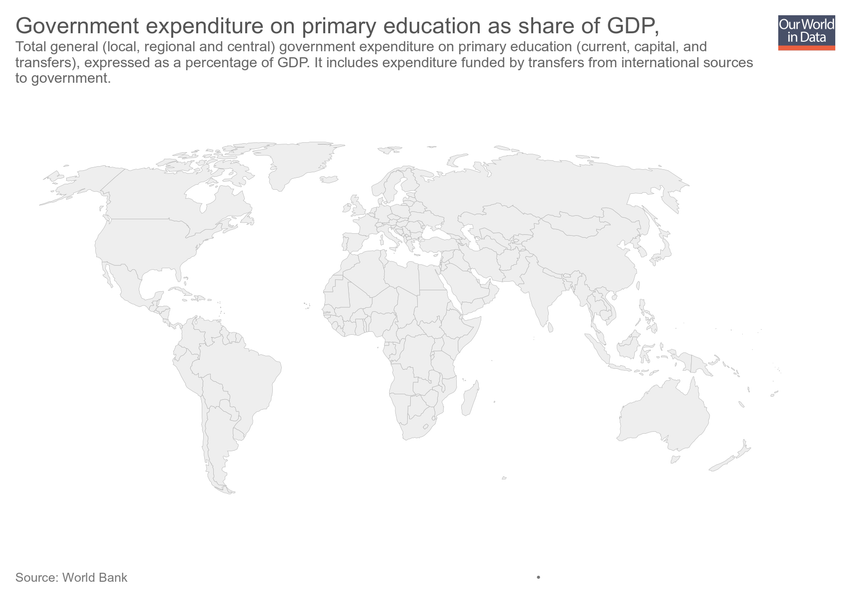 Government expenditure on primary education as share of GDP,
Total general (local, regional and central) government expenditure on primary education (current, capital, and
transfers), expressed as a percentage of GDP. It includes expenditure funded by transfers from international sources
to government.
Our World
in Data
Source: World Bank
•